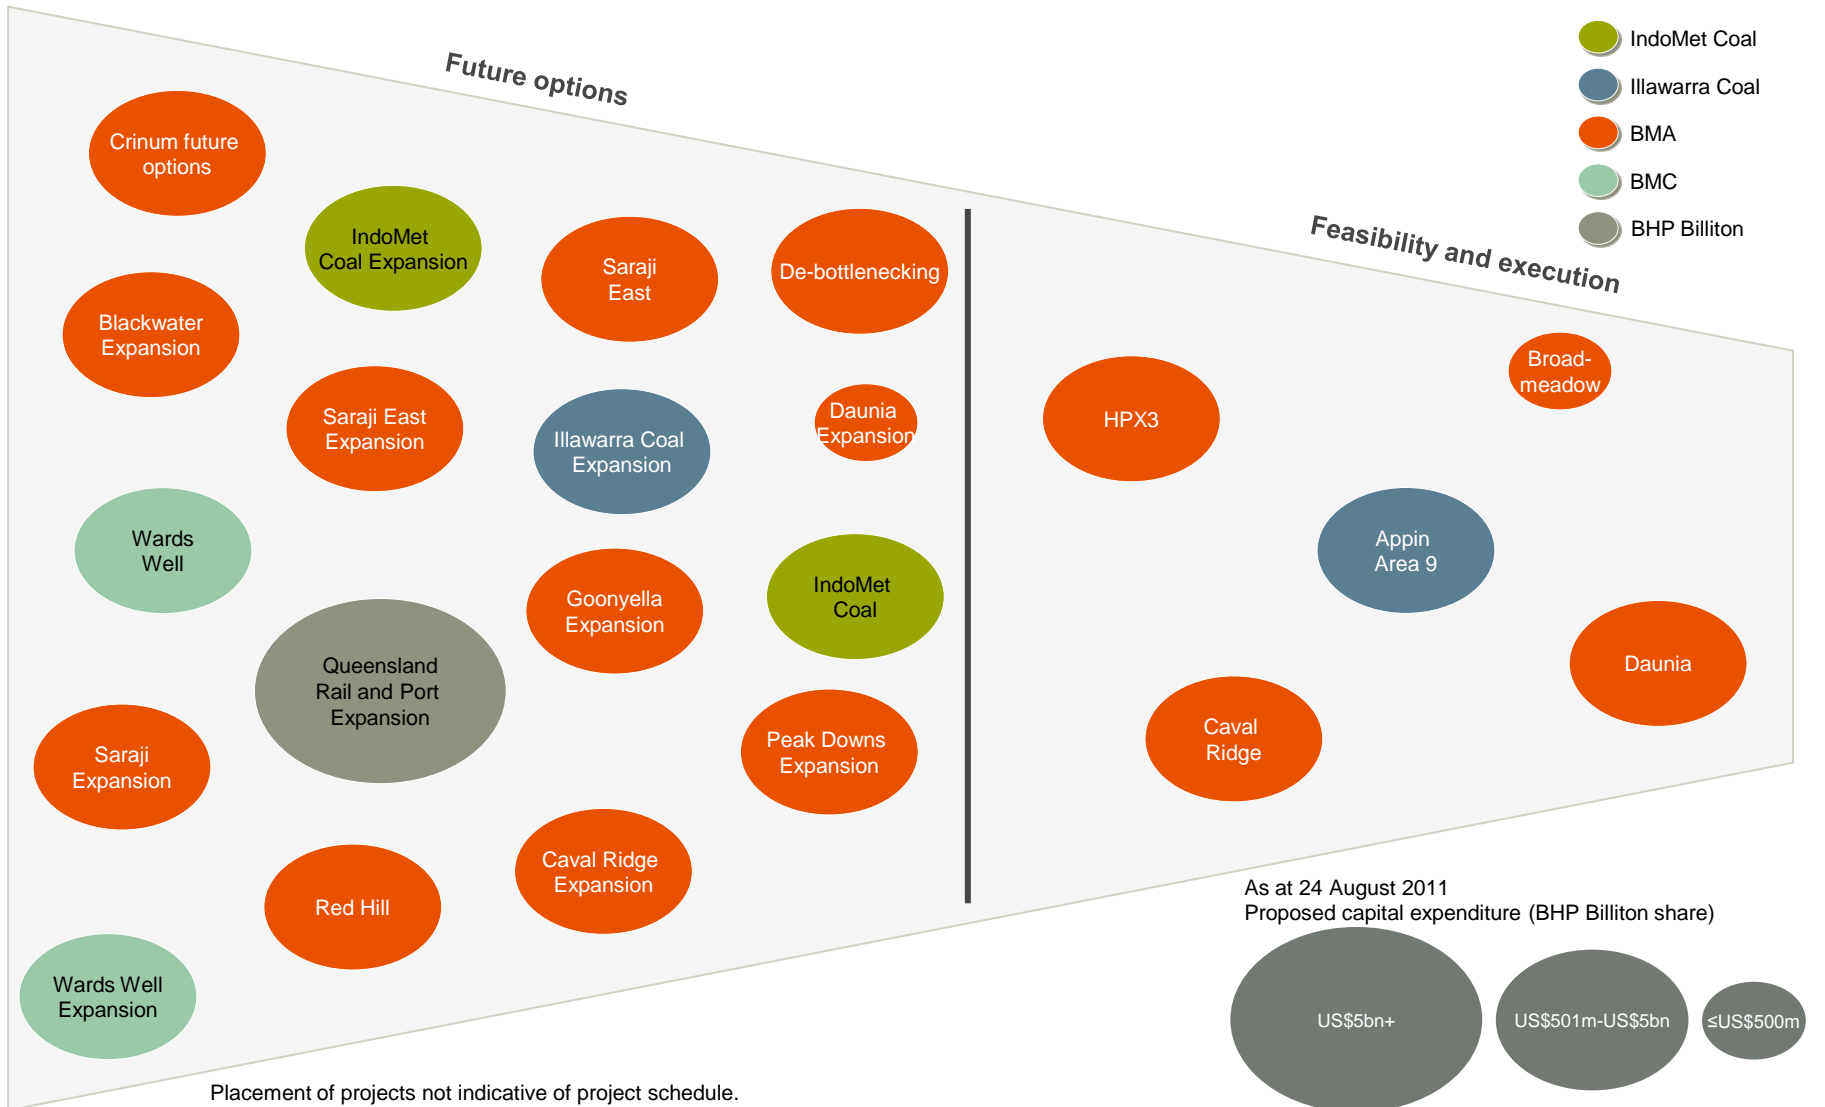 Future options
Feasibility and execution
IndoMet Coal
Illawarra Coal
BMA
BMC
BHP Billiton
Crinum future
options
IndoMet
Coal Expansion
Saraji
East
De-bottlenecking
Blackwater
Expansion
Saraji East
Expansion
Illawarra Coal
Expansion
Daunia
Expansion
Wards
Well
Goonyella
Expansion
IndoMet
Coal
Queensland
Rail and Port
Expansion
Saraji
Expansion
Peak Downs
Expansion
Red Hill
Caval Ridge
Expansion
Wards Well
Expansion
HPX3
Broad-
meadow
Appin
Area 9
Daunia
Caval
Ridge
As at 24 August 2011
Proposed capital expenditure (BHP Billiton share)
US$5bn+
US$501m-US$5bn
≤US$500m
Placement of projects not indicative of project schedule.